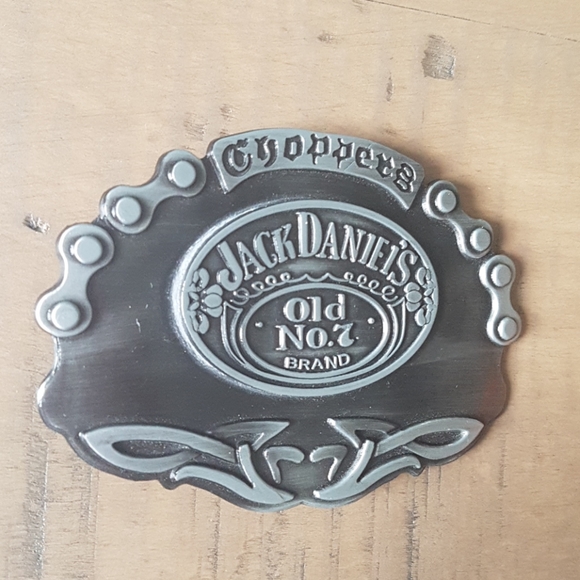 Choppers
JACK DANIEL'S
Old
No.7
BRAND